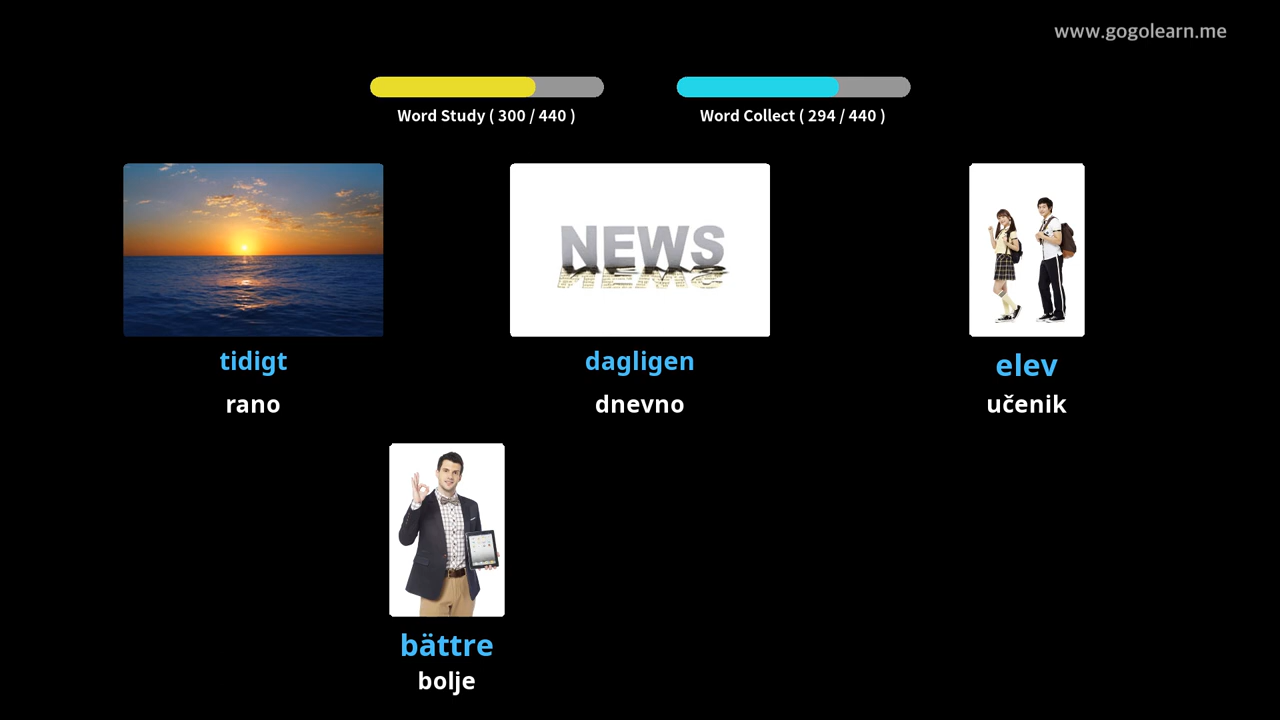 www.gogolearn.me
Word Study ( 300 / 440 )
Word Collect ( 294 / 440 )
NEWS
tidigt
dagligen
elev
rano
dnevno
učenik
bättre
bolje